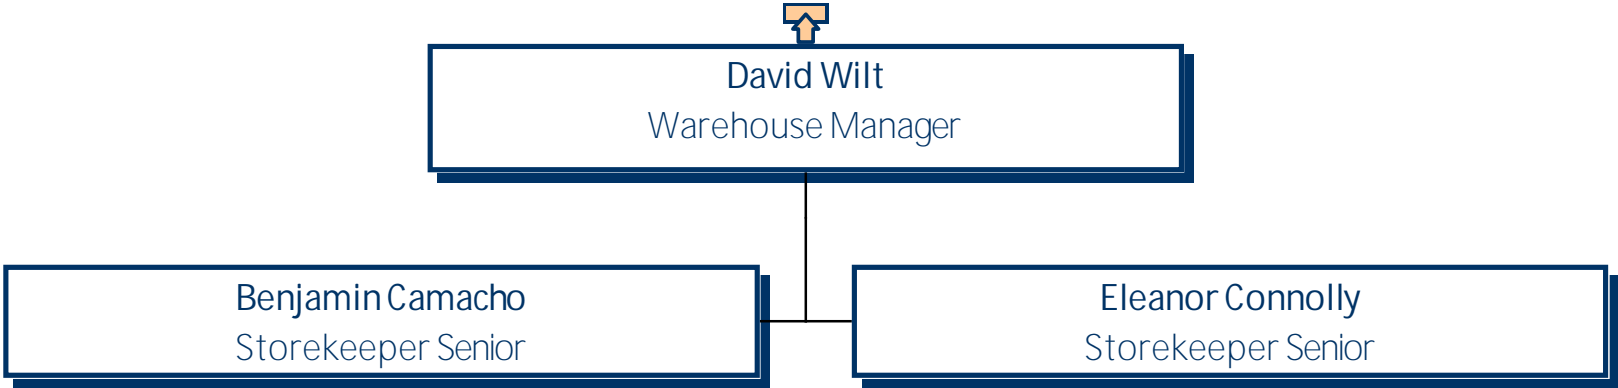 David Wilt
Warehouse Manager
Benjamin Camacho
Storekeeper Senior
Eleanor Connolly
Storekeeper Senior